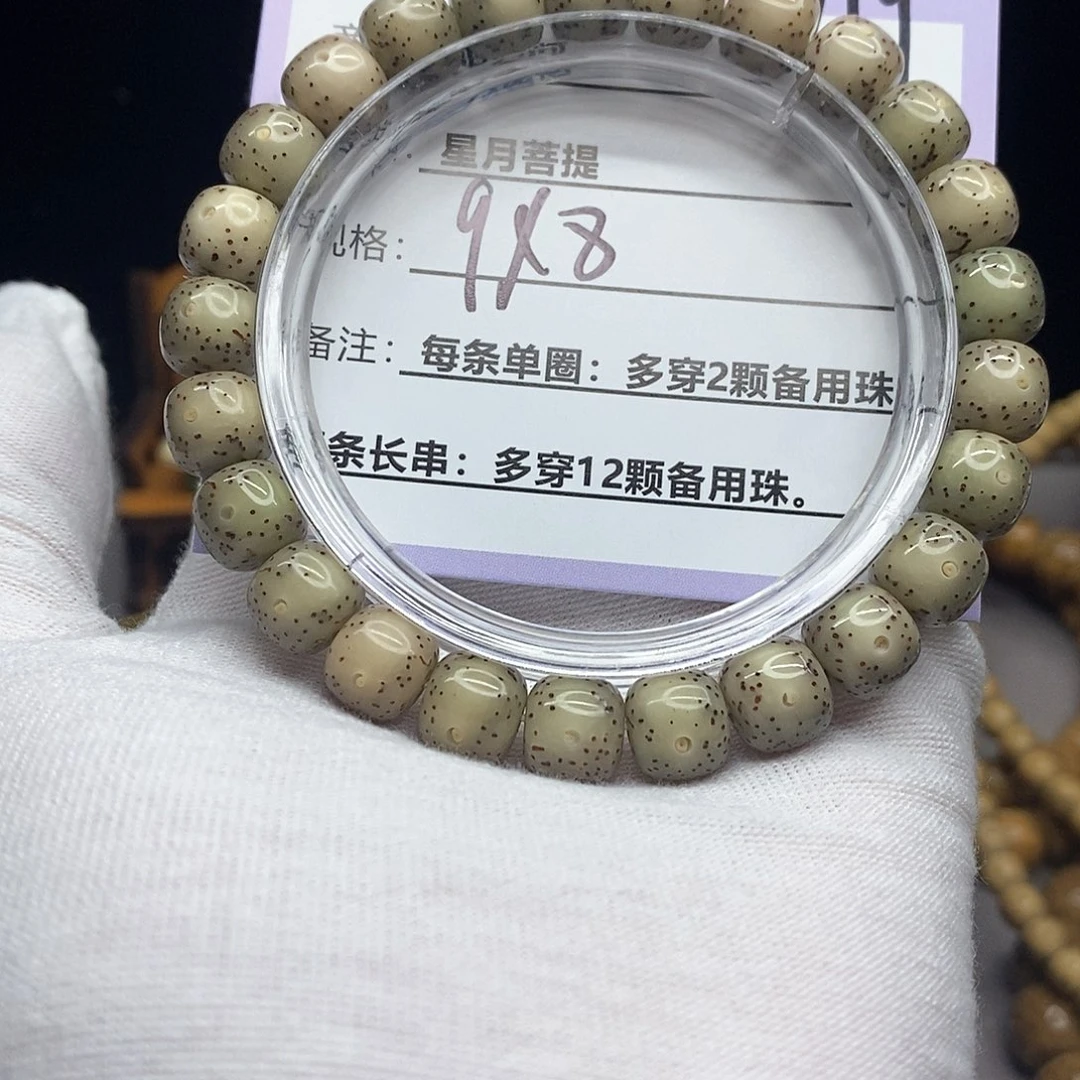 星月菩提
规格: 9X8
备注: 每条单圈: 多穿2颗备用珠
条长串: 多穿12颗备用珠。